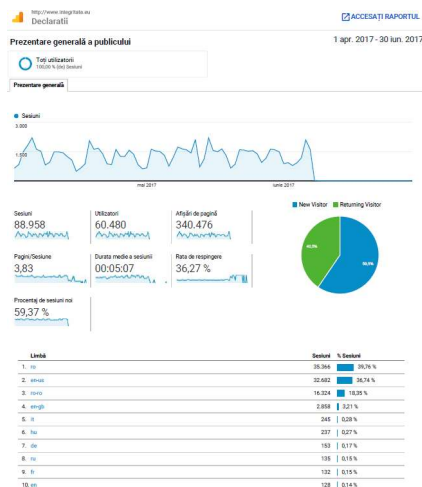 http://www.integritate.eu
Declaratii
ACCESAȚI RAPORTUL
Prezentare generală a publicului
1 apr. 2017 - 30 iun. 2017
Toți utilizatorii
100,00 % (de) Sesiuni
Prezentare generală
Sesiuni
3.000
1.500
mai 2017
iunie 2017
Sesiuni
88.958
Utilizatori
60.480
Afișări de pagină
340.476
Pagini/Sesiune
3,83
Durata medie a sesiunii
00:05:07
Rata de respingere
36,27 %
Procentaj de sesiuni noi
59,37 %
New Visitor
Returning Visitor
Limbă
Sesiuni
% Sesiuni
1. ro 35.366 39,76 %
2. en-us 32.682 36,74 %
3. ro-ro 16.324 18,35 %
4. en-gb 2.858 3,21 %
5. it 245 0,28 %
6. hu 237 0,27 %
7. de 153 0,17 %
8. ru 135 0,15 %
9. fr 132 0,15 %
10. en 128 0,14 %